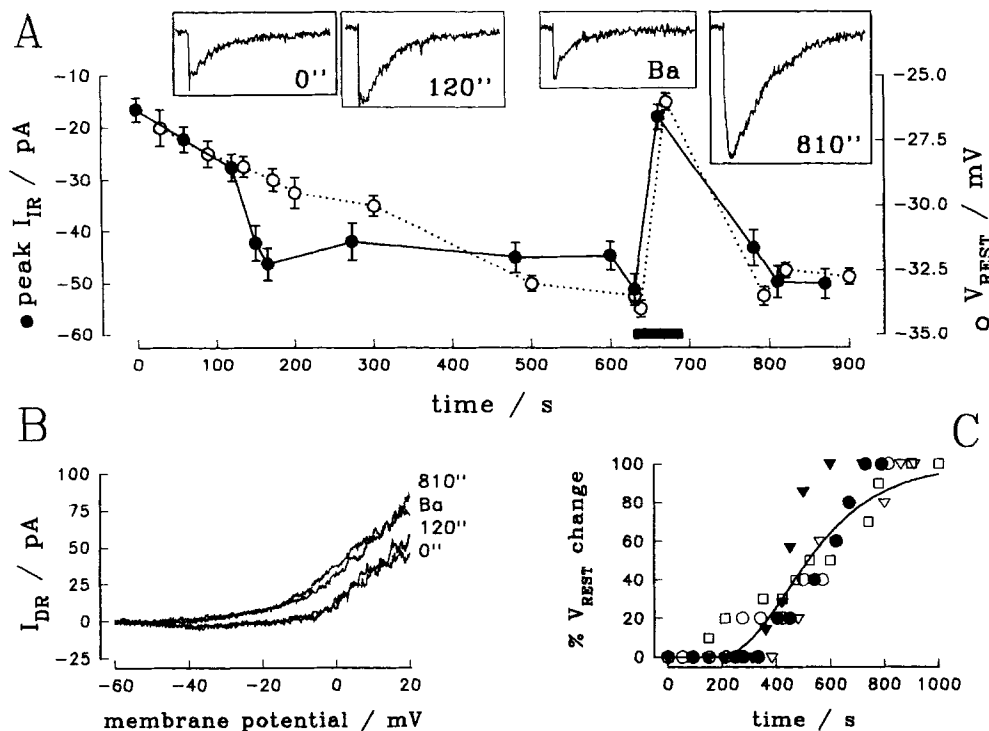 A
0''
120''
Ba
810''
● peak I_IR / pA
-10
-20
-30
-40
-50
-60
-25.0
-27.5
-30.0
-32.5
-35.0
○ V_REST / mV
0 100 200 300 400 500 600 700 800 900
time / s
B
I_DR / pA
100
75
50
25
0
-25
810''
Ba
120''
0''
-60 -40 -20 0 20
membrane potential / mV
C
% V_REST change
100
80
60
40
20
0
0 200 400 600 800 1000
time / s